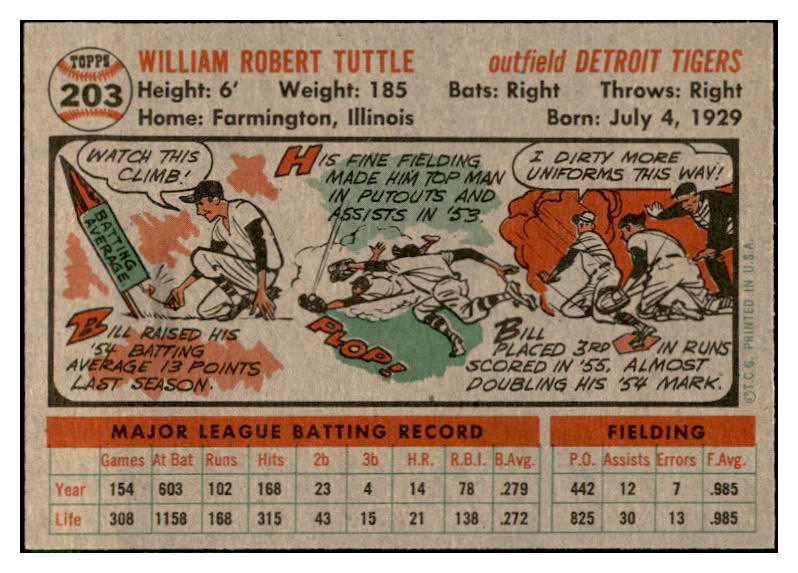 TOPPS
203
WILLIAM ROBERT TUTTLE outfield DETROIT TIGERS
Height: 6' Weight: 185 Bats: Right Throws: Right
Home: Farmington, Illinois Born: July 4, 1929
WATCH THIS
CLIMB!
BATTING
AVERAGE
BILL RAISED HIS
'54 BATTING
AVERAGE 13 POINTS
LAST SEASON.
HIS FINE FIELDING
MADE HIM TOP MAN
IN PUTOUTS AND
ASSISTS IN '53.
PLOP!
I DIRTY MORE
UNIFORMS THIS WAY!
BILL
PLACED 3RD IN RUNS
SCORED IN '55, ALMOST
DOUBLING HIS '54 MARK.
©T.C.G. PRINTED IN U.S.A.
MAJOR LEAGUE BATTING RECORD FIELDING
Games At Bat Runs Hits 2b 3b H.R. R.B.I. B.Avg. P.O. Assists Errors F.Avg.
Year 154 603 102 168 23 4 14 78 .279 442 12 7 .985
Life 308 1158 168 315 43 15 21 138 .272 825 30 13 .985